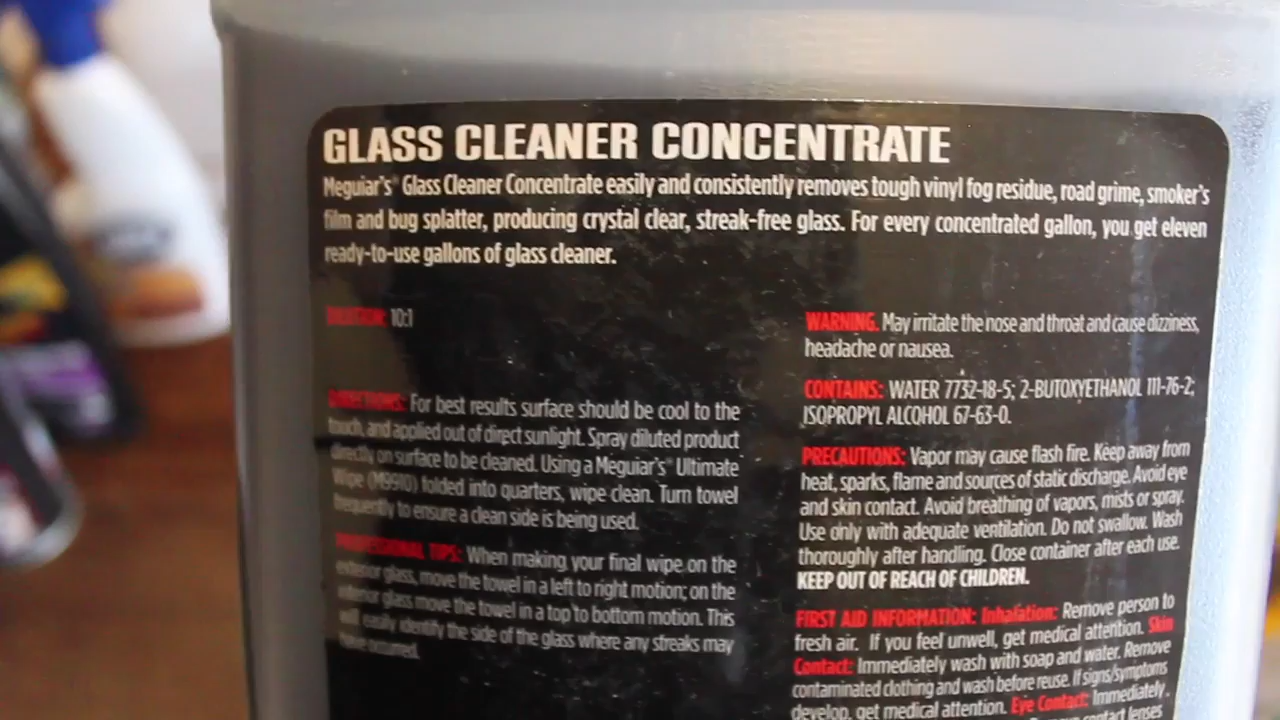 GLASS CLEANER CONCENTRATE
Meguiar's® Glass Cleaner Concentrate easily and consistently removes tough vinyl fog residue, road grime, smoker's
film and bug splatter, producing crystal clear, streak-free glass. For every concentrated gallon, you get eleven
ready-to-use gallons of glass cleaner.
DILUTION: 10:1
DIRECTIONS: For best results surface should be cool to the
touch, and applied out of direct sunlight. Spray diluted product
directly on surface to be cleaned. Using a Meguiar's® Ultimate
Wipe (M9910) folded into quarters, wipe clean. Turn towel
frequently to ensure a clean side is being used.
PROFESSIONAL TIPS: When making your final wipe on the
exterior glass, move the towel in a left to right motion; on the
interior glass move the towel in a top to bottom motion. This
will easily identify the side of the glass where any streaks may
have occurred.
WARNING. May irritate the nose and throat and cause dizziness,
headache or nausea.
CONTAINS: WATER 7732-18-5; 2-BUTOXYETHANOL 111-76-2;
ISOPROPYL ALCOHOL 67-63-0.
PRECAUTIONS: Vapor may cause flash fire. Keep away from
heat, sparks, flame and sources of static discharge. Avoid eye
and skin contact. Avoid breathing of vapors, mists or spray.
Use only with adequate ventilation. Do not swallow. Wash
thoroughly after handling. Close container after each use.
KEEP OUT OF REACH OF CHILDREN.
FIRST AID INFORMATION: Inhalation: Remove person to
fresh air. If you feel unwell, get medical attention. Skin
Contact: Immediately wash with soap and water. Remove
contaminated clothing and wash before reuse. If signs/symptoms
develop, get medical attention. Eye Contact: Immediately
contact lenses